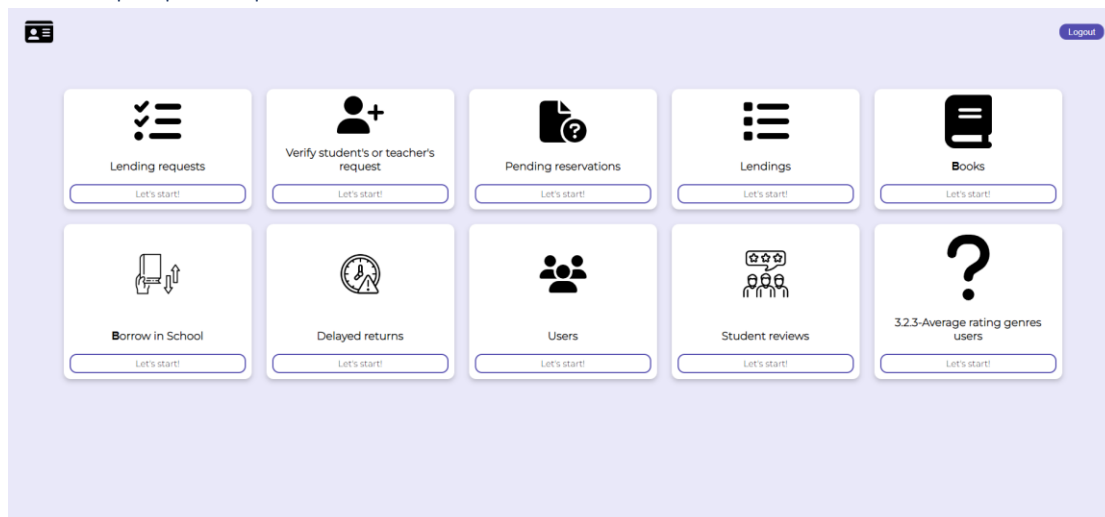 Logout
Lending requests
Let's start!
Verify student's or teacher's
request
Let's start!
Pending reservations
Let's start!
Lendings
Let's start!
Books
Let's start!
Borrow in School
Let's start!
Delayed returns
Let's start!
Users
Let's start!
Student reviews
Let's start!
3.2.3-Average rating genres
users
Let's start!